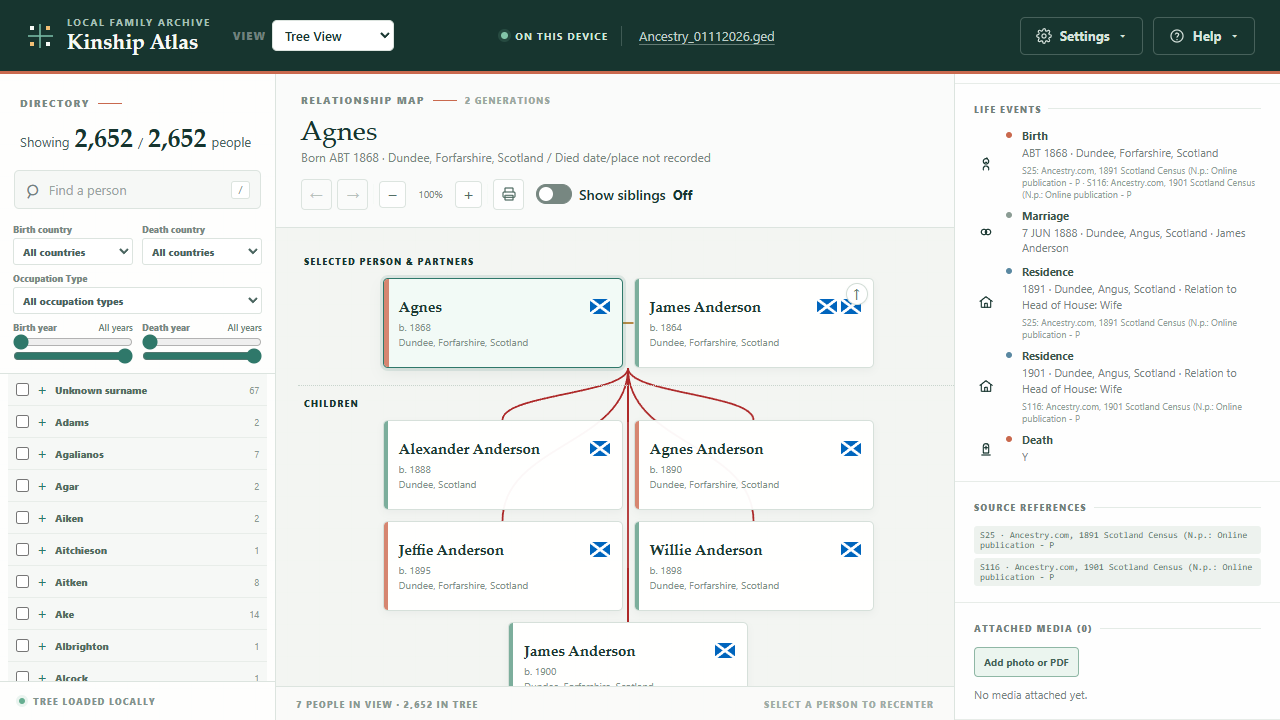 LOCAL FAMILY ARCHIVE
Kinship Atlas
VIEW
Tree View
ON THIS DEVICE
Ancestry_01112026.ged
Settings
Help
DIRECTORY
Showing 2,652 / 2,652 people
Find a person
/
Birth country
Death country
All countries
All countries
Occupation Type
All occupation types
Birth year
All years
Death year
All years
+ Unknown surname 67
+ Adams 2
+ Agalianos 7
+ Agar 2
+ Aiken 2
+ Aitchieson 1
+ Aitken 8
+ Ake 14
+ Albrighton 1
+ Alcock 1
TREE LOADED LOCALLY
RELATIONSHIP MAP
2 GENERATIONS
Agnes
Born ABT 1868 · Dundee, Forfarshire, Scotland / Died date/place not recorded
← → − 100% +
Show siblings Off
SELECTED PERSON & PARTNERS
Agnes
b. 1868
Dundee, Forfarshire, Scotland
James Anderson
↑
b. 1864
Dundee, Forfarshire, Scotland
CHILDREN
Alexander Anderson
b. 1888
Dundee, Scotland
Agnes Anderson
b. 1890
Dundee, Forfarshire, Scotland
Jeffie Anderson
b. 1895
Dundee, Forfarshire, Scotland
Willie Anderson
b. 1898
Dundee, Forfarshire, Scotland
James Anderson
b. 1900
Dundee, Forfarshire, Scotland
7 PEOPLE IN VIEW · 2,652 IN TREE
SELECT A PERSON TO RECENTER
LIFE EVENTS
Birth
ABT 1868 · Dundee, Forfarshire, Scotland
S25: Ancestry.com, 1891 Scotland Census (N.p.: Online
publication - P · S116: Ancestry.com, 1901 Scotland Census
(N.p.: Online publication - P
Marriage
7 JUN 1888 · Dundee, Angus, Scotland · James
Anderson
Residence
1891 · Dundee, Angus, Scotland · Relation to
Head of House: Wife
S25: Ancestry.com, 1891 Scotland Census (N.p.: Online
publication - P
Residence
1901 · Dundee, Angus, Scotland · Relation to
Head of House: Wife
S116: Ancestry.com, 1901 Scotland Census (N.p.: Online
publication - P
Death
Y
SOURCE REFERENCES
S25 · Ancestry.com, 1891 Scotland Census (N.p.: Online
publication - P
S116 · Ancestry.com, 1901 Scotland Census (N.p.: Online
publication - P
ATTACHED MEDIA (0)
Add photo or PDF
No media attached yet.